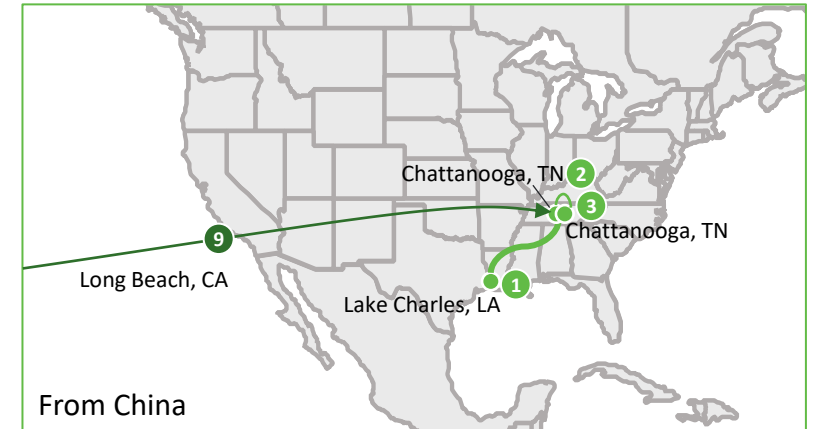 Chattanooga, TN 2
3
Chattanooga, TN
9
Long Beach, CA
1
Lake Charles, LA
From China